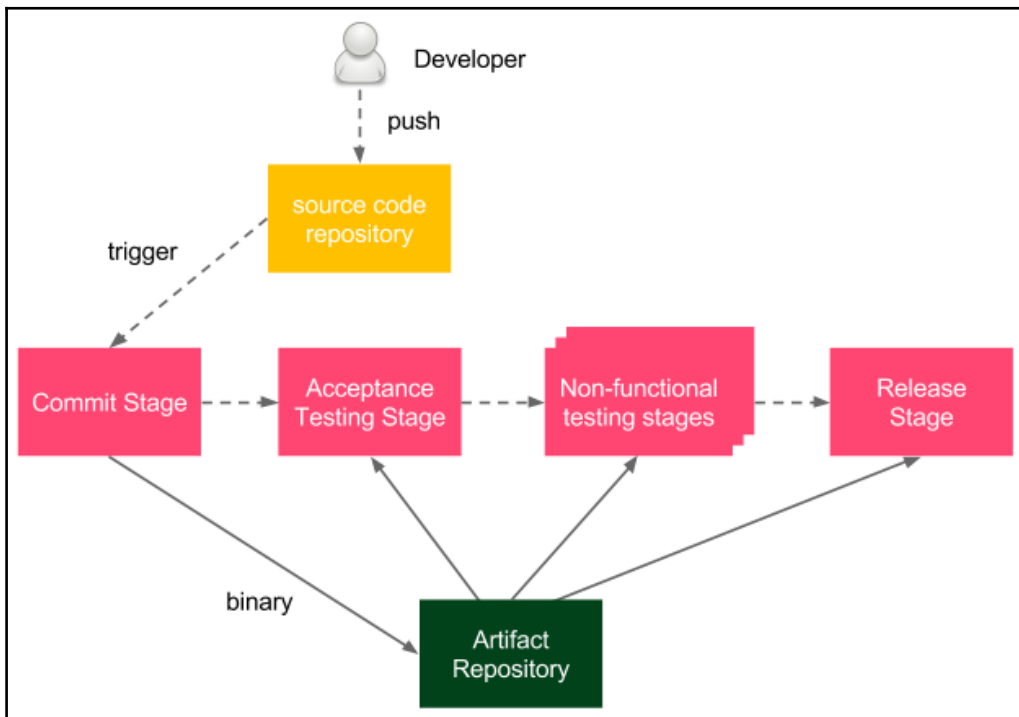 Developer
push
source code
repository
trigger
Commit Stage
Acceptance
Testing Stage
Non-functional
testing stages
Release
Stage
binary
Artifact
Repository